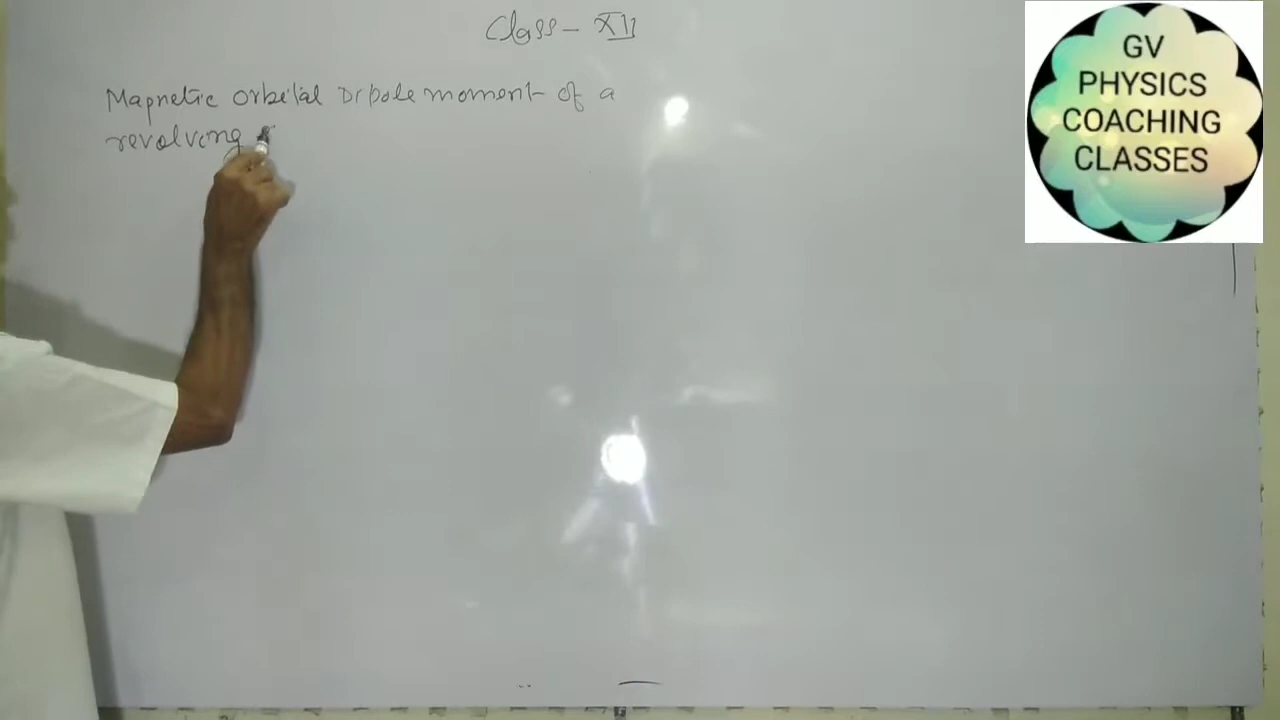 Class - XII
Magnetic orbital Dipole moment of a
revolving
GV
PHYSICS
COACHING
CLASSES